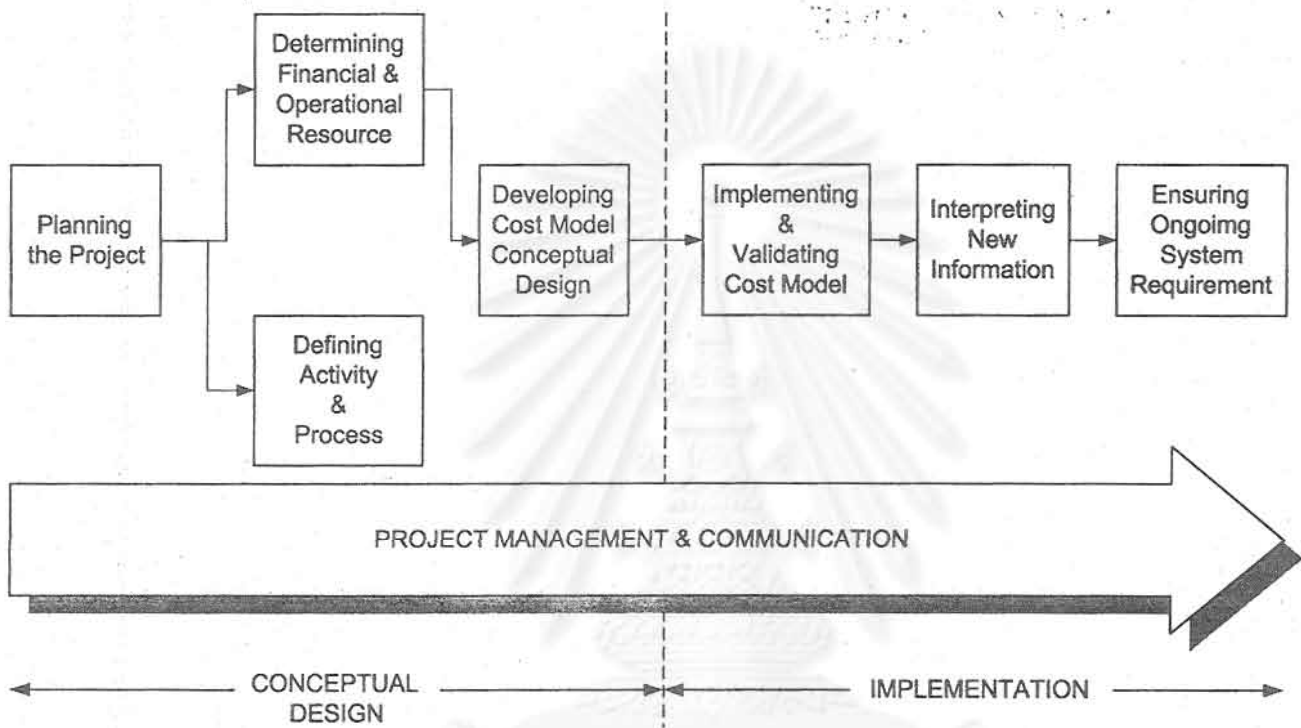 Determining
Financial &
Operational
Resource
Planning
the Project
Developing
Cost Model
Conceptual
Design
Implementing
&
Validating
Cost Model
Interpreting
New
Information
Ensuring
Ongoimg
System
Requirement
Defining
Activity
&
Process
PROJECT MANAGEMENT & COMMUNICATION
CONCEPTUAL
DESIGN
IMPLEMENTATION